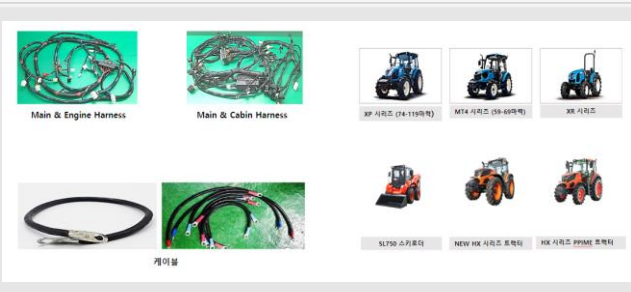 Main & Engine Harness
Main & Cabin Harness
XP 시리즈 (74-119마력)
MT4 시리즈 (59-69마력)
XR 시리즈
케이블
SL750 스키로더
NEW HX 시리즈 트랙터
HX 시리즈 PPIME 트랙터